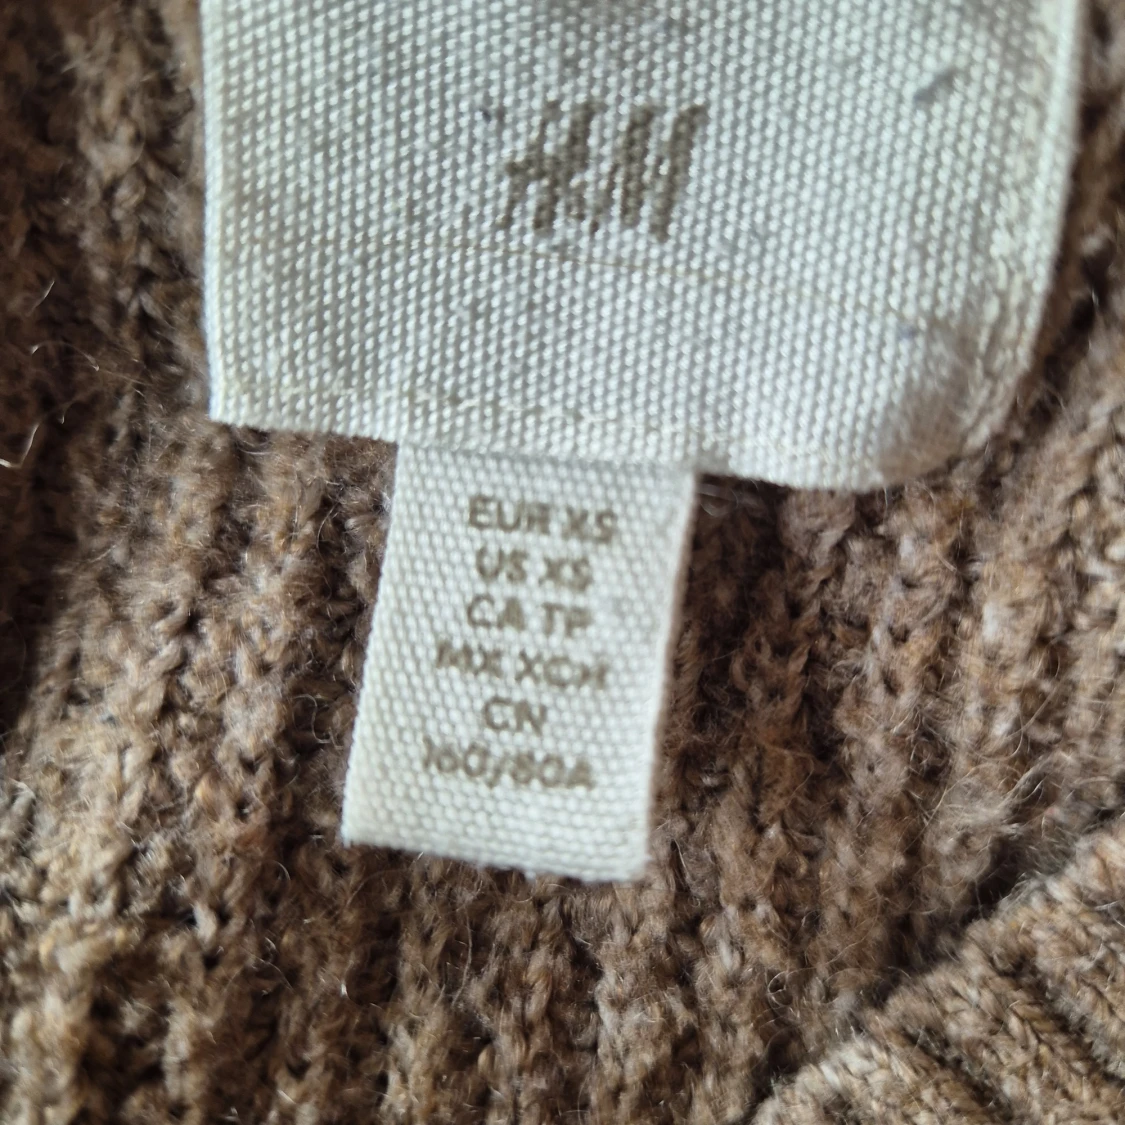 H&M
EUR XS
US XS
CA TP
MX XCH
CN
160/80A